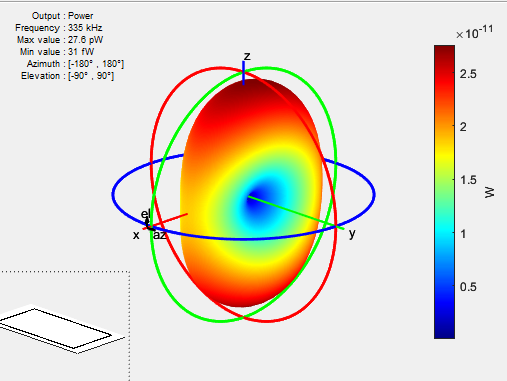 Output : Power
Frequency : 335 kHz
Max value : 27.6 pW
Min value : 31 fW
Azimuth : [-180° , 180°]
Elevation : [-90° , 90°]
z
el
x az
y
×10⁻¹¹
2.5
2
1.5
1
0.5
W